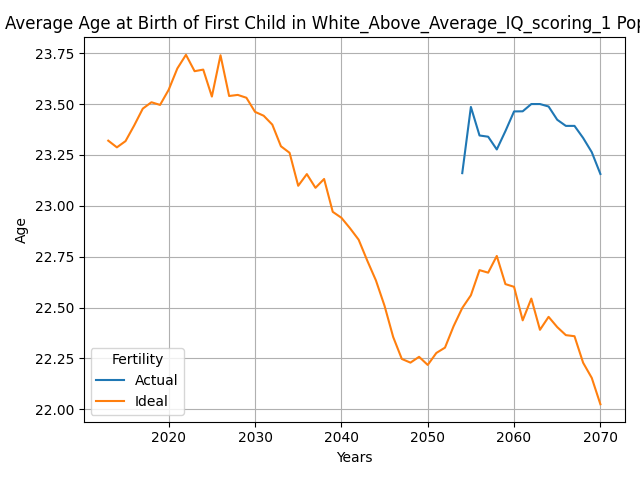 Average Age at Birth of First Child in White_Above_Average_IQ_scoring_1 Pop
Age
23.75
23.50
23.25
23.00
22.75
22.50
22.25
22.00
Fertility
Actual
Ideal
2020 2030 2040 2050 2060 2070
Years